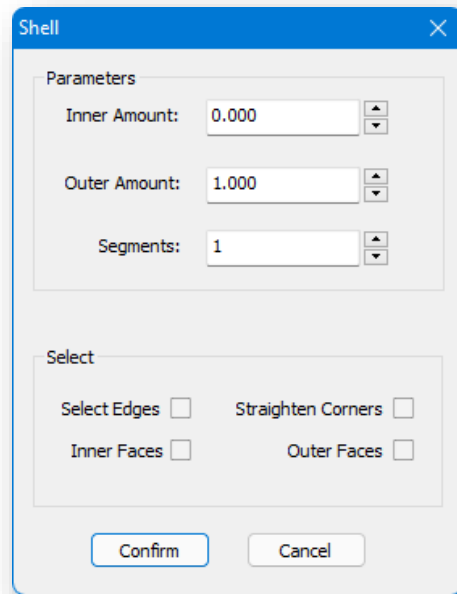 Shell
Parameters
Inner Amount: 0.000
Outer Amount: 1.000
Segments: 1
Select
Select Edges Straighten Corners
Inner Faces Outer Faces
Confirm Cancel